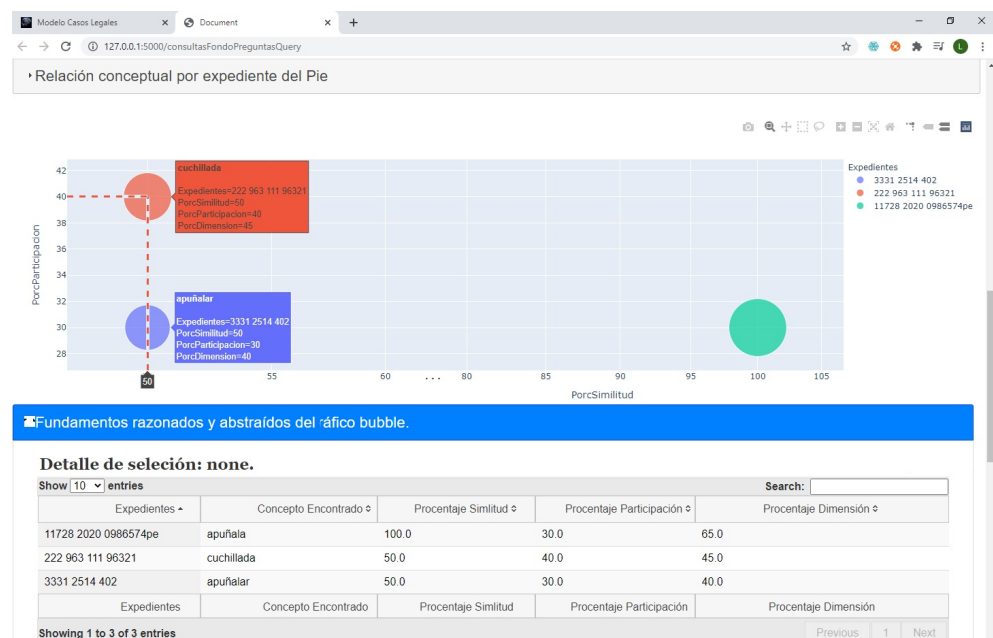 Modelo Casos Legales
Document
127.0.0.1:5000/consultasFondoPreguntasQuery
L
Relación conceptual por expediente del Pie
42
40
38
36
34
32
30
28
PorcParticipacion
cuchillada
Expedientes=222 963 111 96321
PorcSimilitud=50
PorcParticipacion=40
PorcDimension=45
apuñalar
Expedientes=3331 2514 402
PorcSimilitud=50
PorcParticipacion=30
PorcDimension=40
Expedientes
3331 2514 402
222 963 111 96321
11728 2020 0986574pe
50 55 60 ... 80 85 90 95 100 105
PorcSimilitud
Fundamentos razonados y abstraídos del ráfico bubble.
Detalle de seleción: none.
Show 10 entries Search:
Expedientes Concepto Encontrado Procentaje Simlitud Procentaje Participación Procentaje Dimensión
11728 2020 0986574pe apuñala 100.0 30.0 65.0
222 963 111 96321 cuchillada 50.0 40.0 45.0
3331 2514 402 apuñalar 50.0 30.0 40.0
Expedientes Concepto Encontrado Procentaje Simlitud Procentaje Participación Procentaje Dimensión
Showing 1 to 3 of 3 entries Previous 1 Next